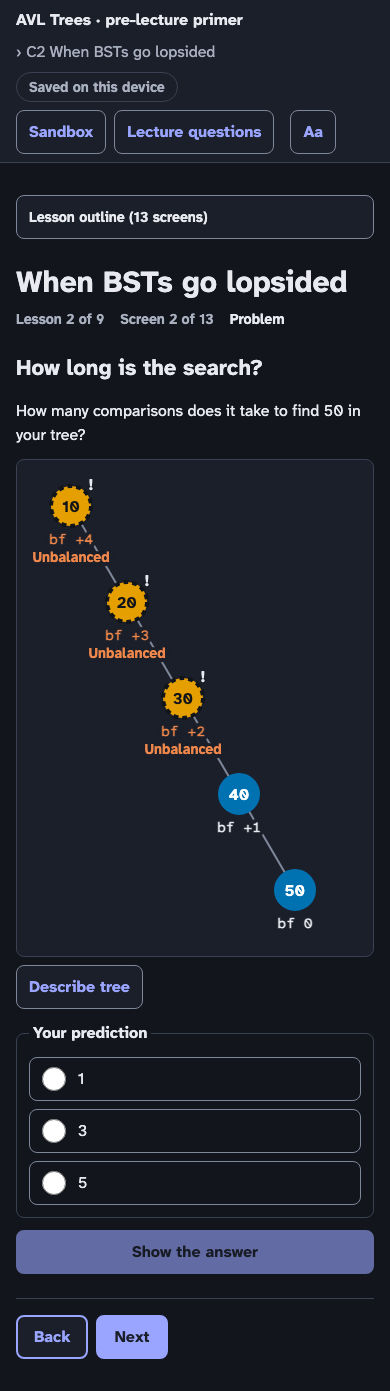 AVL Trees · pre-lecture primer
› C2 When BSTs go lopsided
Saved on this device
Sandbox
Lecture questions
Aa
Lesson outline (13 screens)
When BSTs go lopsided
Lesson 2 of 9 Screen 2 of 13 Problem
How long is the search?
How many comparisons does it take to find 50 in
your tree?
!
10
bf +4
Unbalanced
!
20
bf +3
Unbalanced
!
30
bf +2
Unbalanced
40
bf +1
50
bf 0
Describe tree
Your prediction
1
3
5
Show the answer
Back
Next